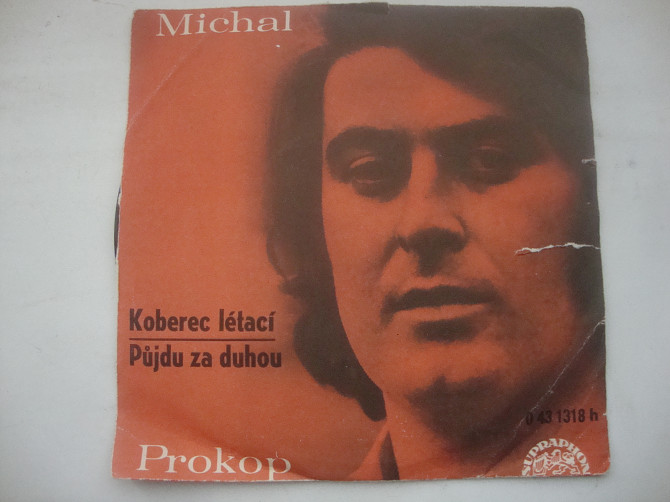 Michal
Koberec létací
Půjdu za duhou
0 43 1318 h
Prokop
SUPRAPHON